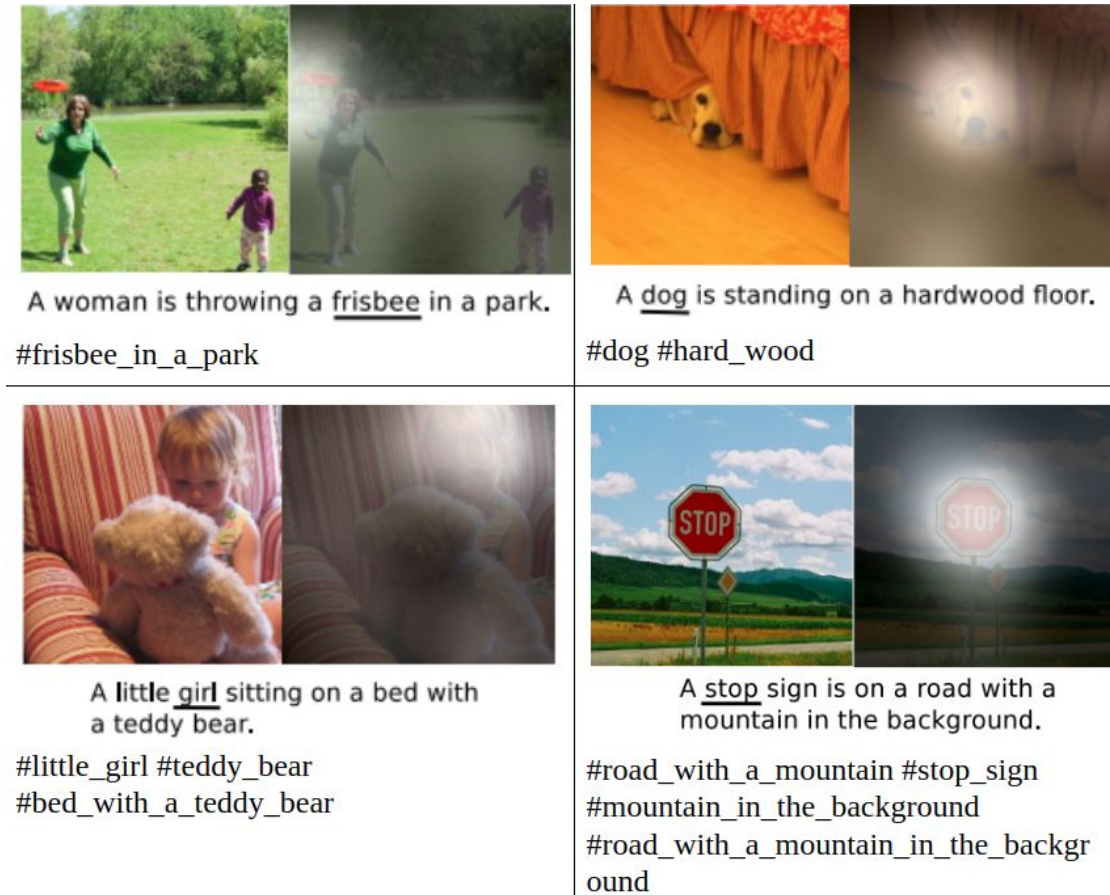 A woman is throwing a frisbee in a park.
#frisbee_in_a_park
A dog is standing on a hardwood floor.
#dog #hard_wood
A little girl sitting on a bed with
a teddy bear.
#little_girl #teddy_bear
#bed_with_a_teddy_bear
STOP
STOP
A stop sign is on a road with a
mountain in the background.
#road_with_a_mountain #stop_sign
#mountain_in_the_background
#road_with_a_mountain_in_the_backgr
ound